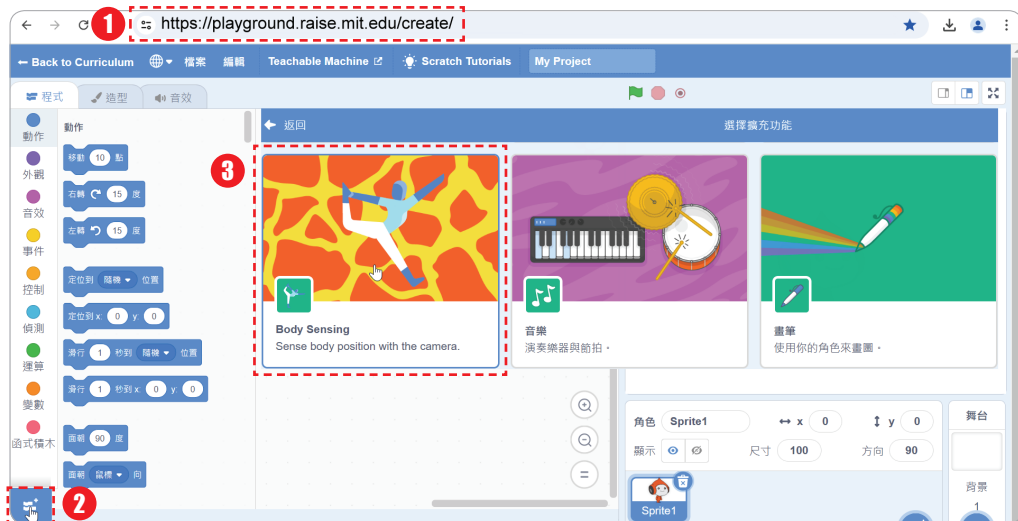 1
https://playground.raise.mit.edu/create/
← Back to Curriculum 檔案 編輯 Teachable Machine Scratch Tutorials My Project
程式 造型 音效
動作
外觀
音效
事件
控制
偵測
運算
變數
函式積木
2
動作
移動 10 點
右轉 15 度
左轉 15 度
定位到 隨機 位置
定位到 x: 0 y: 0
滑行 1 秒到 隨機 位置
滑行 1 秒到 x: 0 y: 0
面朝 90 度
面朝 鼠標 向
返回 選擇擴充功能
3
Body Sensing
Sense body position with the camera.
音樂
演奏樂器與節拍。
畫筆
使用你的角色來畫圖。
角色 Sprite1 x 0 y 0
顯示 尺寸 100 方向 90
Sprite1
舞台
背景
1